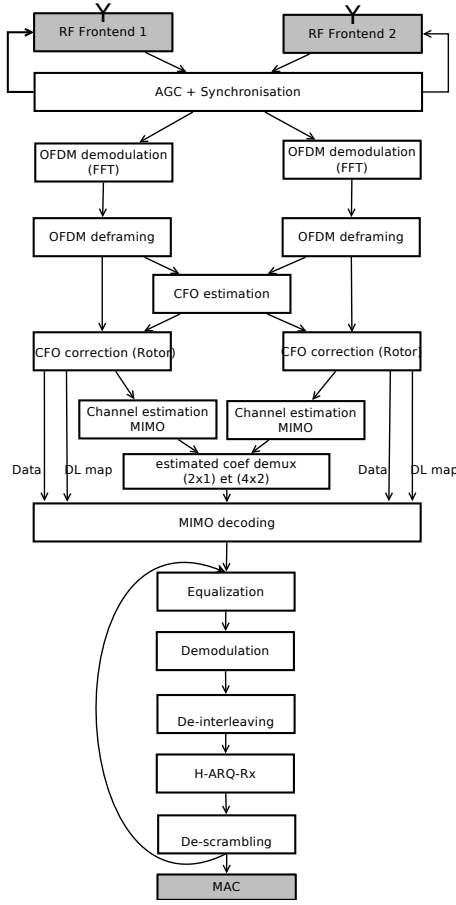 RF Frontend 1
RF Frontend 2
AGC + Synchronisation
OFDM demodulation
(FFT)
OFDM demodulation
(FFT)
OFDM deframing
OFDM deframing
CFO estimation
CFO correction (Rotor)
CFO correction (Rotor)
Channel estimation
MIMO
Channel estimation
MIMO
estimated coef demux
(2x1) et (4x2)
Data
DL map
Data
DL map
MIMO decoding
Equalization
Demodulation
De-interleaving
H-ARQ-Rx
De-scrambling
MAC